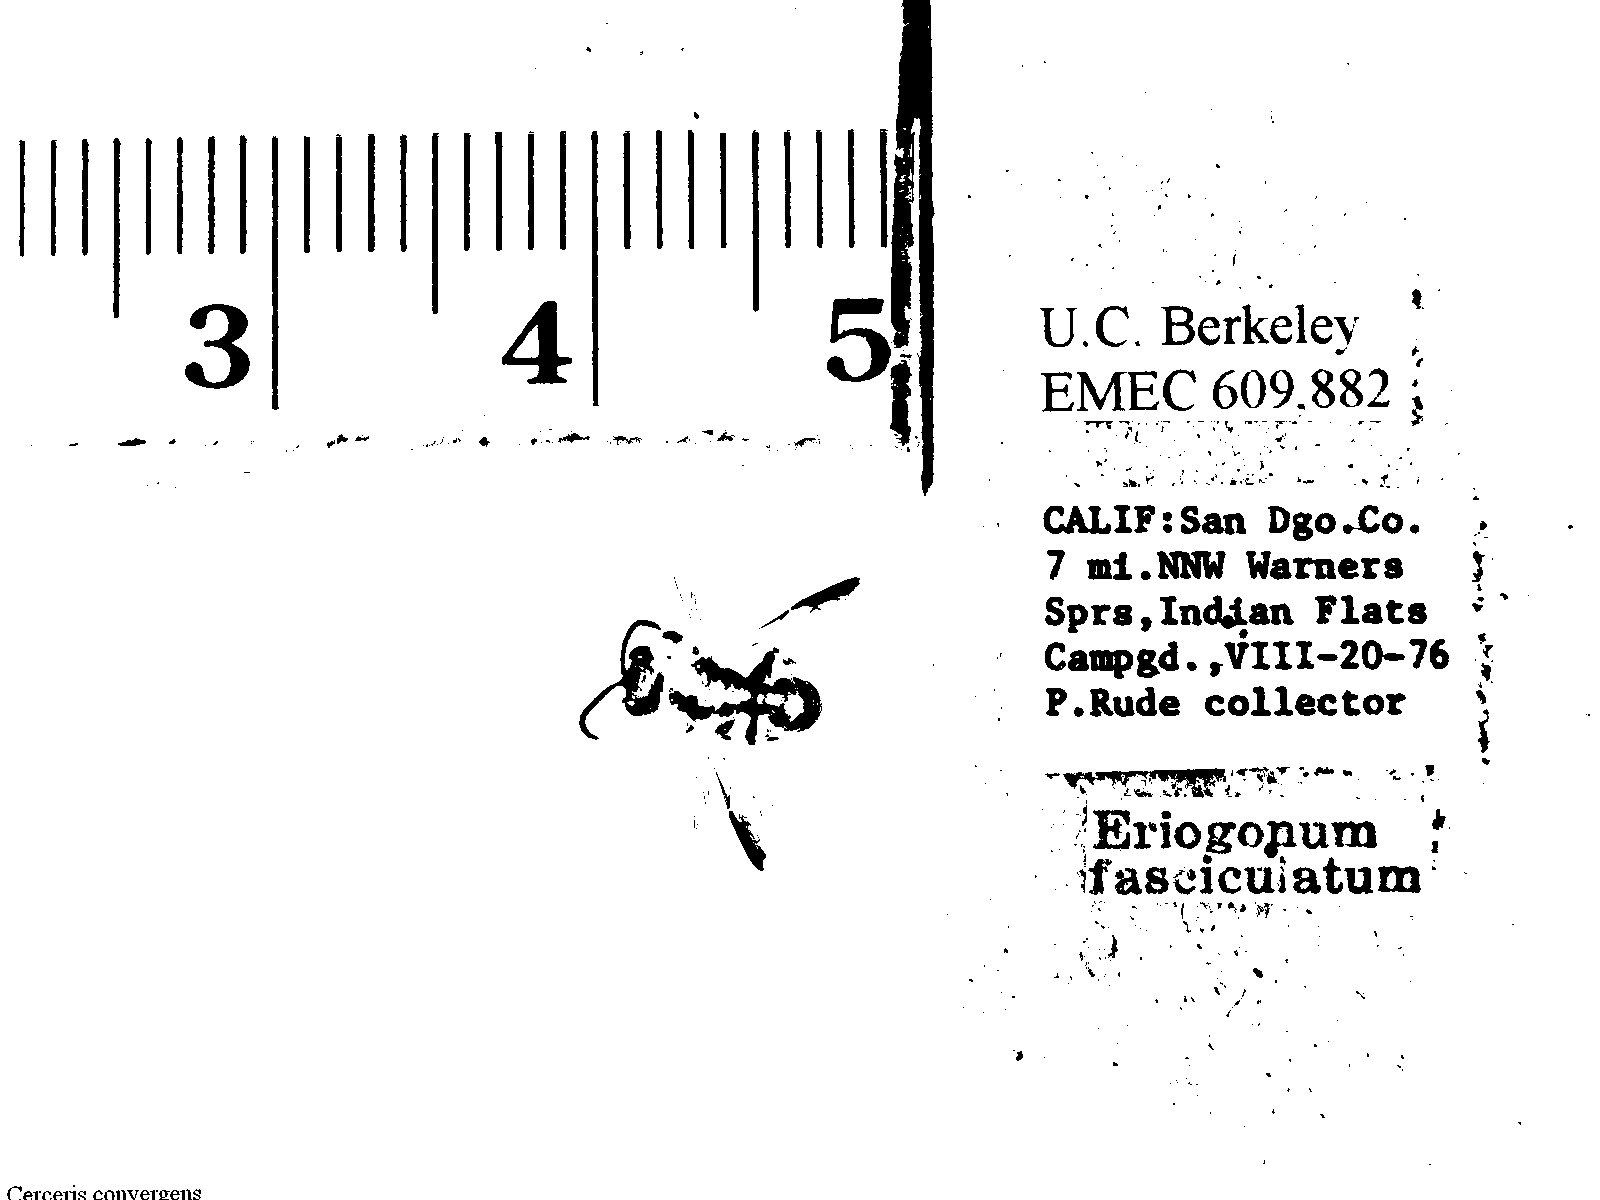 3 4 5
U.C. Berkeley
EMEC 609,882
CALIF:San Dgo.Co.
7 mi.NNW Warners
Sprs,Indian Flats
Campgd.,VIII-20-76
P.Rude collector
Eriogonum
fasciculatum
Cerceris convergens